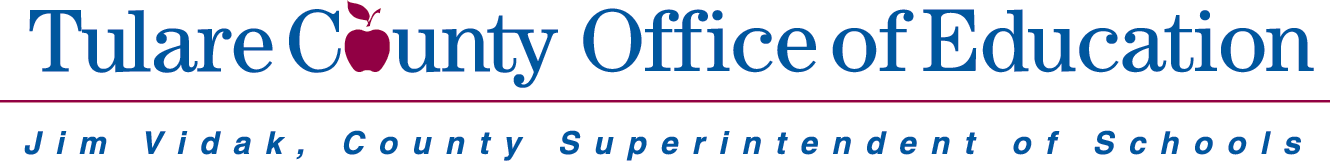 Tulare County Office of Education
Jim Vidak, County Superintendent of Schools